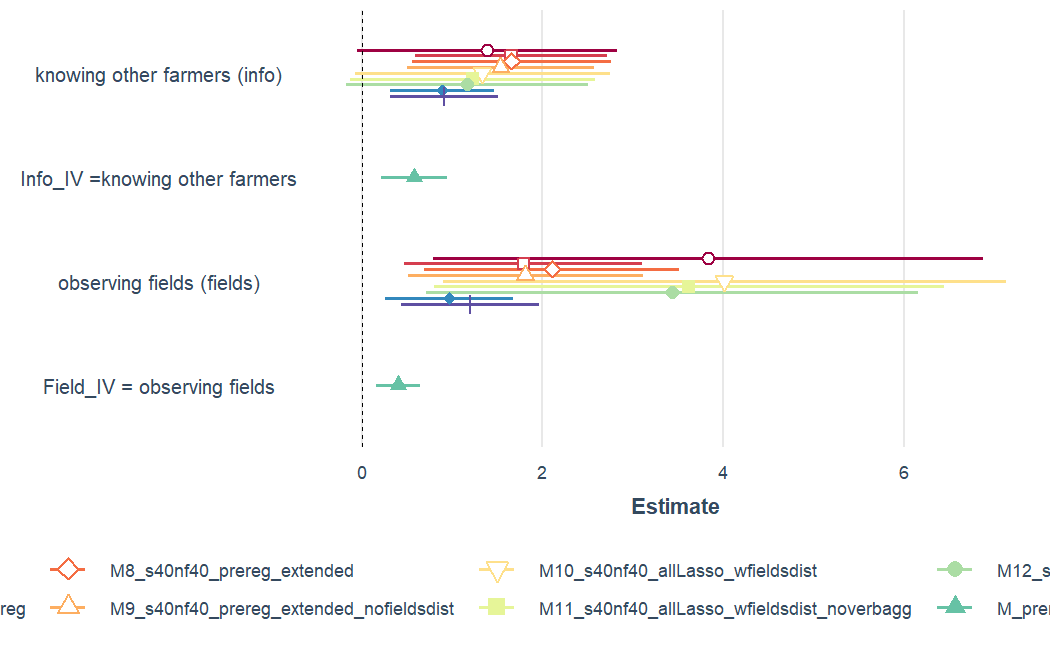 knowing other farmers (info)
Info_IV =knowing other farmers
observing fields (fields)
Field_IV = observing fields
0 2 4 6
Estimate
M8_s40nf40_prereg_extended M10_s40nf40_allLasso_wfieldsdist M12_s
reg M9_s40nf40_prereg_extended_nofieldsdist M11_s40nf40_allLasso_wfieldsdist_noverbagg M_prer